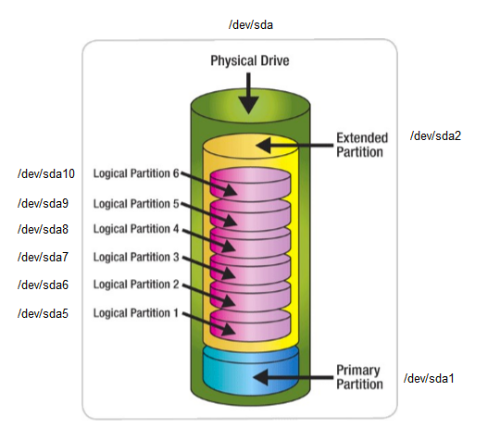 /dev/sda
Physical Drive
Extended
Partition
/dev/sda2
/dev/sda10 Logical Partition 6
/dev/sda9 Logical Partition 5
/dev/sda8 Logical Partition 4
/dev/sda7 Logical Partition 3
/dev/sda6 Logical Partition 2
/dev/sda5 Logical Partition 1
Primary
Partition
/dev/sda1